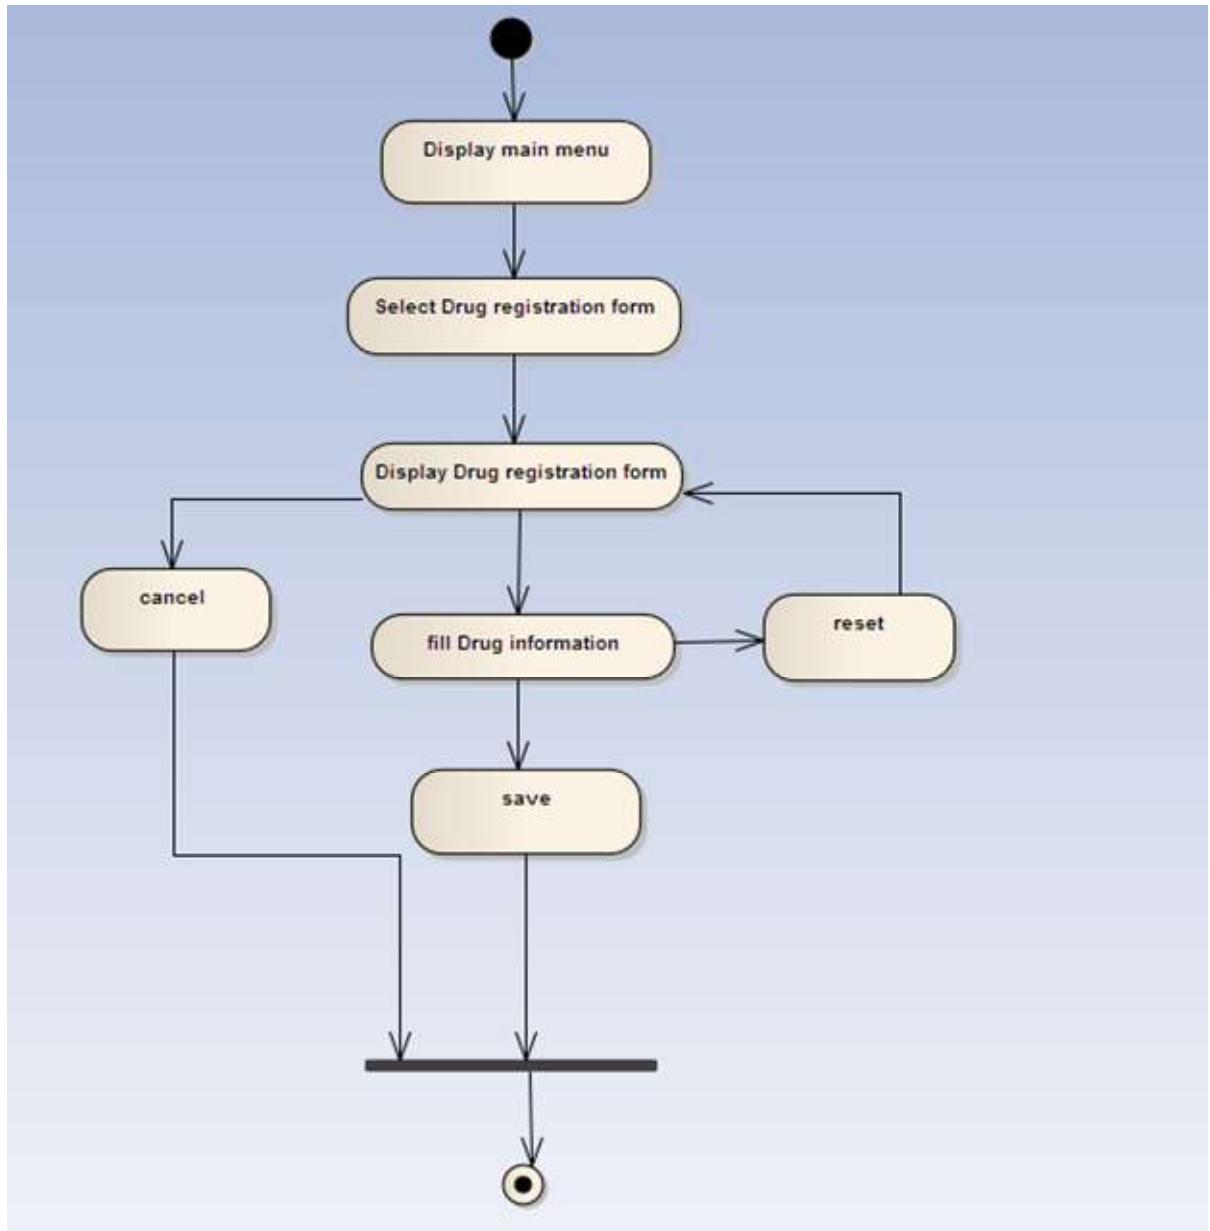 Display main menu
Select Drug registration form
Display Drug registration form
cancel
fill Drug information
reset
save